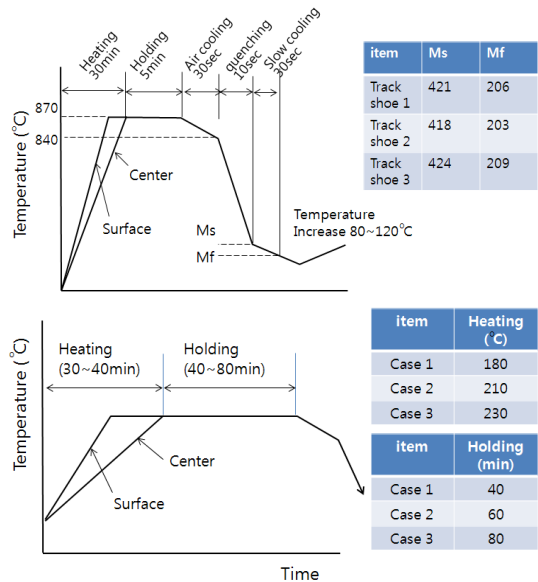 Heating
30min
Holding
5min
Air cooling
30sec
quenching
10sec
Slow cooling
30sec
Temperature (°C)
870
840
Center
Surface
Ms
Mf
Temperature
Increase 80~120°C
item Ms Mf
Track shoe 1 421 206
Track shoe 2 418 203
Track shoe 3 424 209
Temperature (°C)
Heating
(30~40min)
Holding
(40~80min)
Center
Surface
Time
item Heating (°C)
Case 1 180
Case 2 210
Case 3 230
item Holding (min)
Case 1 40
Case 2 60
Case 3 80